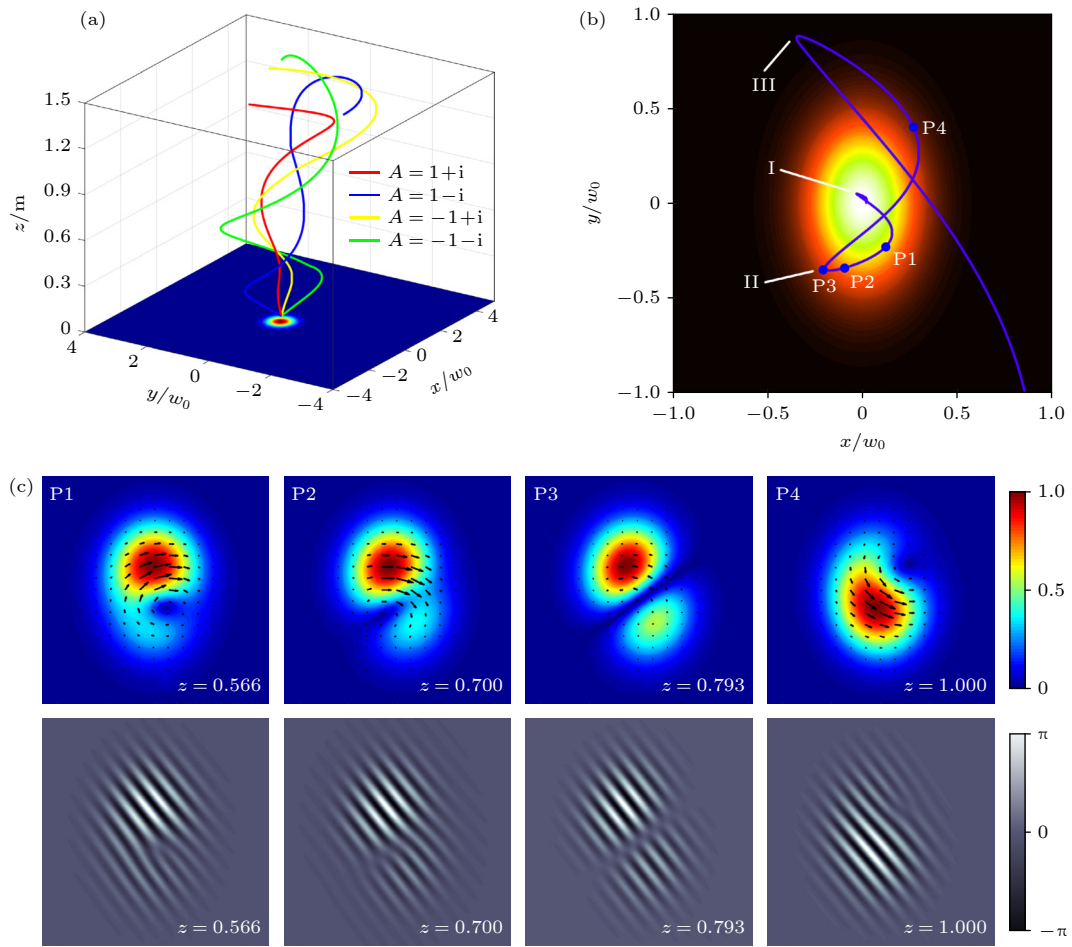 (a)
1.5
1.2
0.9
0.6
0.3
0
z/m
4
2
0
−2
−4
y/w0
−4
−2
0
2
4
x/w0
A = 1+i
A = 1−i
A = −1+i
A = −1−i
(b)
1.0
0.5
0
−0.5
−1.0
y/w0
−1.0
−0.5
0
0.5
1.0
x/w0
III
I
II
P4
P1
P2
P3
(c)
P1
z = 0.566
P2
z = 0.700
P3
z = 0.793
P4
z = 1.000
1.0
0.5
0
z = 0.566
z = 0.700
z = 0.793
z = 1.000
π
0
−π